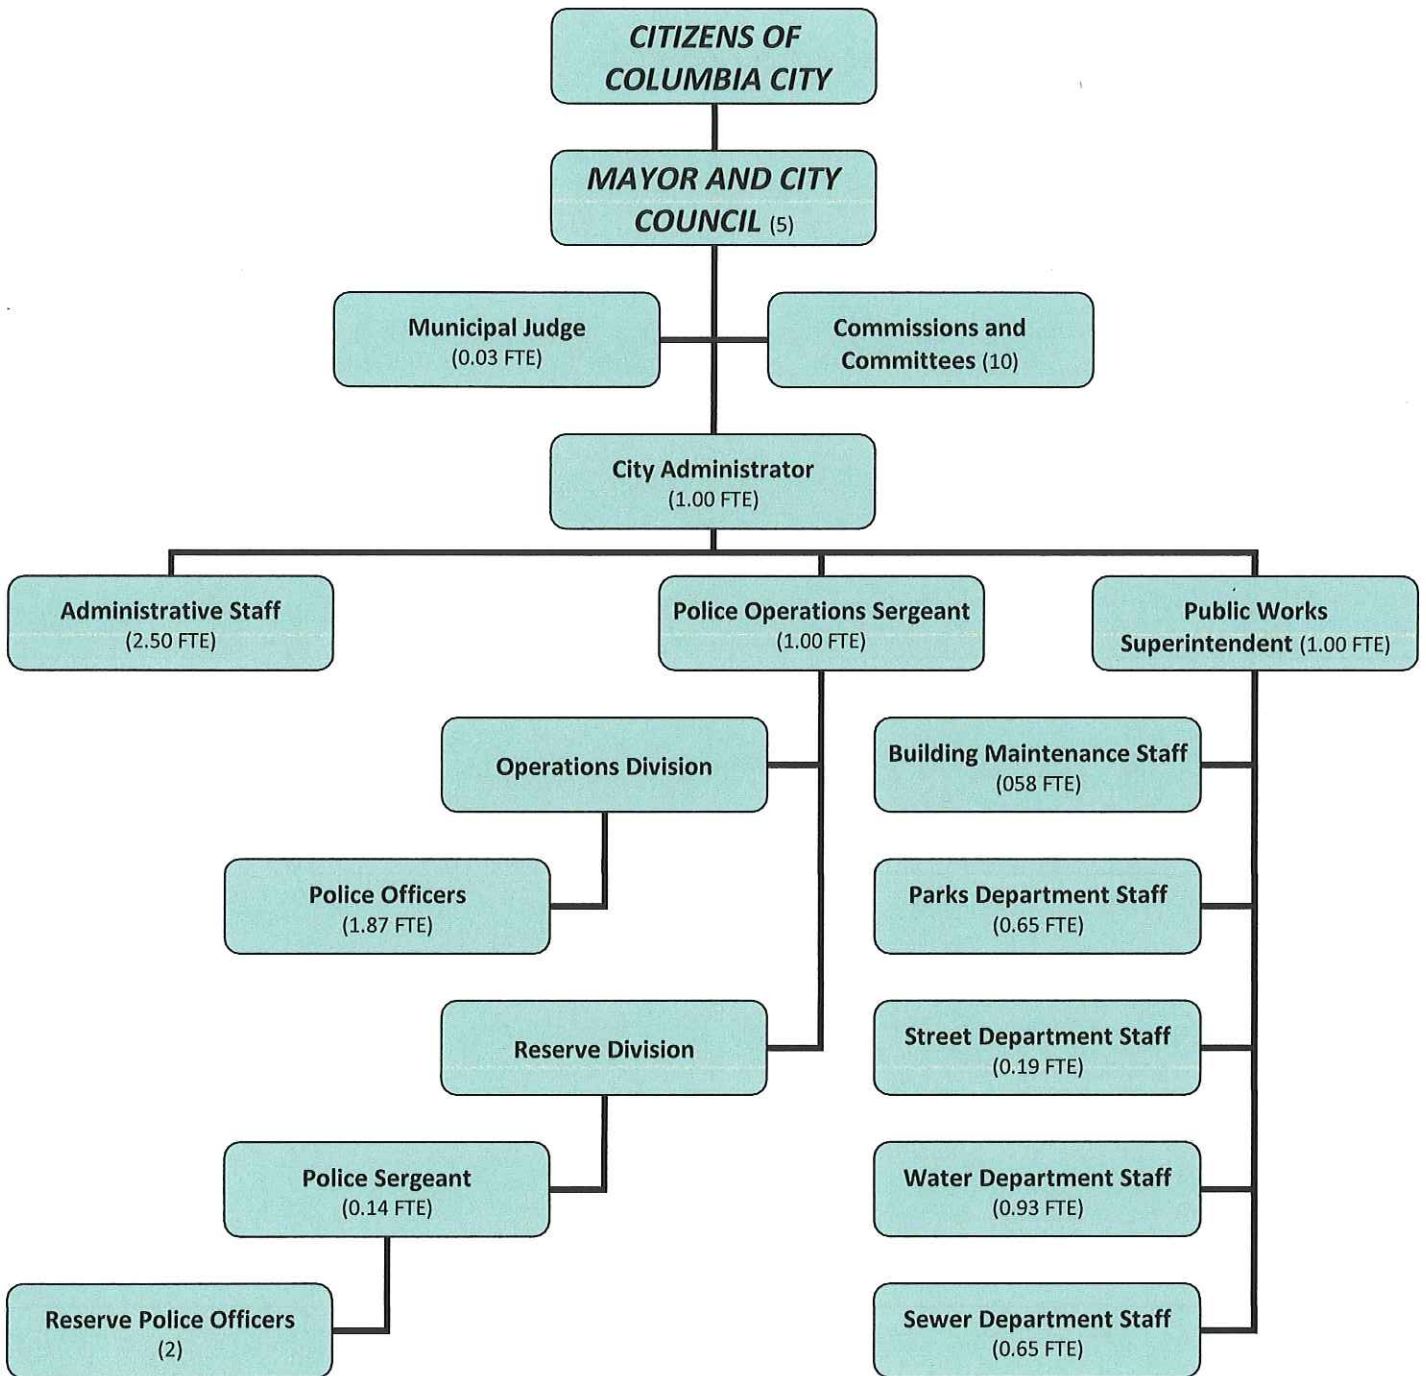 CITIZENS OF
COLUMBIA CITY
MAYOR AND CITY
COUNCIL (5)
Municipal Judge
(0.03 FTE)
Commissions and
Committees (10)
City Administrator
(1.00 FTE)
Administrative Staff
(2.50 FTE)
Police Operations Sergeant
(1.00 FTE)
Public Works
Superintendent (1.00 FTE)
Operations Division
Building Maintenance Staff
(058 FTE)
Police Officers
(1.87 FTE)
Parks Department Staff
(0.65 FTE)
Reserve Division
Street Department Staff
(0.19 FTE)
Police Sergeant
(0.14 FTE)
Water Department Staff
(0.93 FTE)
Reserve Police Officers
(2)
Sewer Department Staff
(0.65 FTE)